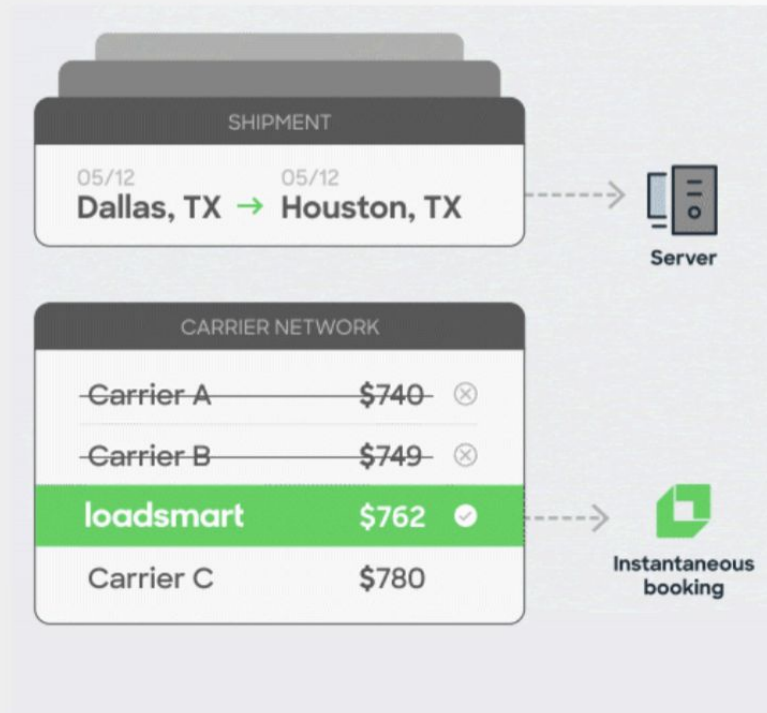 SHIPMENT
05/12 05/12
Dallas, TX → Houston, TX
Server
CARRIER NETWORK
Carrier A $740
Carrier B $749
loadsmart $762
Carrier C $780
Instantaneous
booking